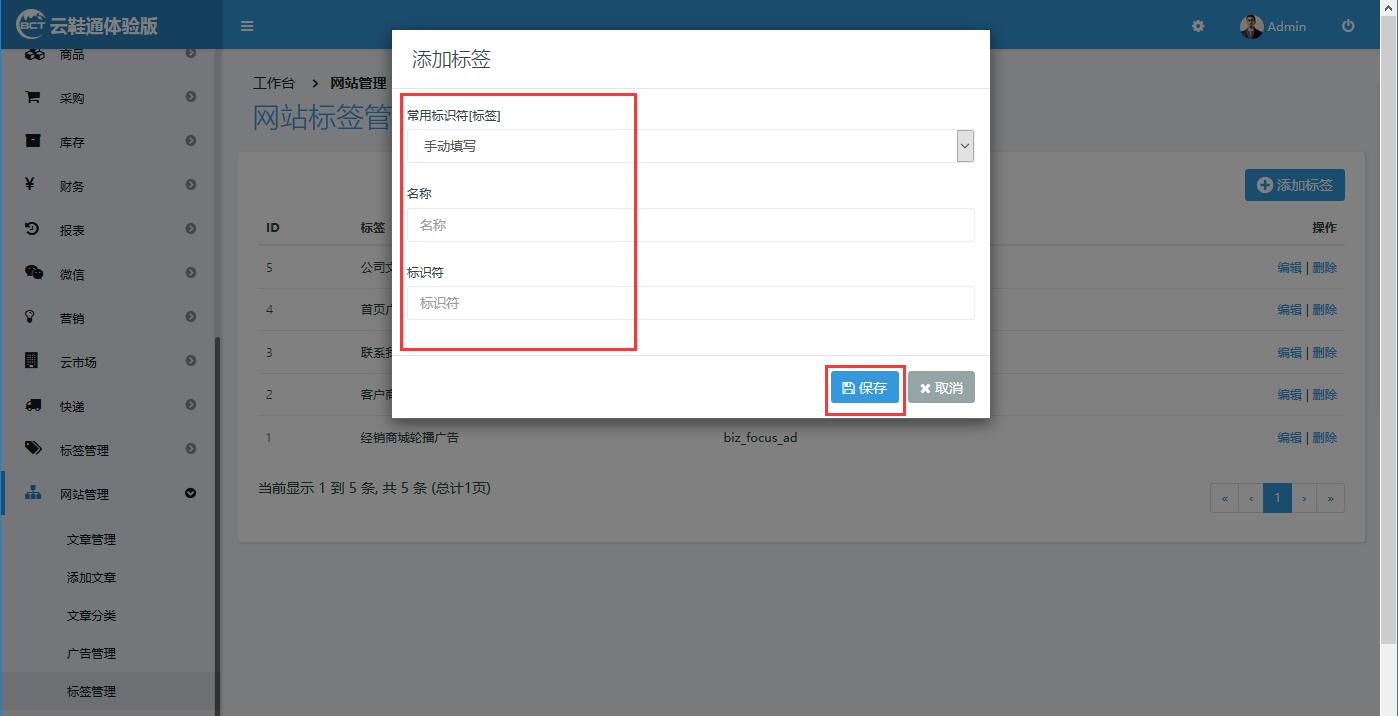 BCT 云鞋通体验版
Admin
商品
采购
库存
财务
报表
微信
营销
云市场
快递
标签管理
网站管理
文章管理
添加文章
文章分类
广告管理
标签管理
工作台 > 网站管理
网站标签管
添加标签
添加标签
常用标识符[标签]
手动填写
名称
名称
标识符
标识符
保存
取消
ID 标签 操作
5 公司文 编辑 | 删除
4 首页广 编辑 | 删除
3 联系我 编辑 | 删除
2 客户商 编辑 | 删除
1 经销商城轮播广告 biz_focus_ad 编辑 | 删除
当前显示 1 到 5 条, 共 5 条 (总计1页)
« ‹ 1 › »